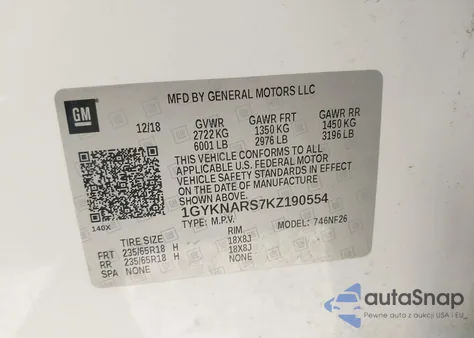 GM
MFD BY GENERAL MOTORS LLC
12/18 GVWR GAWR FRT GAWR RR
2722 KG 1350 KG 1450 KG
6001 LB 2976 LB 3196 LB
THIS VEHICLE CONFORMS TO ALL
APPLICABLE U.S. FEDERAL MOTOR
VEHICLE SAFETY STANDARDS IN EFFECT
ON THE DATE OF MANUFACTURE
SHOWN ABOVE.
1GYKNARS7KZ190554
140X TYPE: M.P.V. MODEL: 746NF26
TIRE SIZE RIM
FRT 235/65R18 H 18X8J
RR 235/65R18 H 18X8J
SPA NONE NONE
autoSnap
Pewne auta z aukcji USA i EU